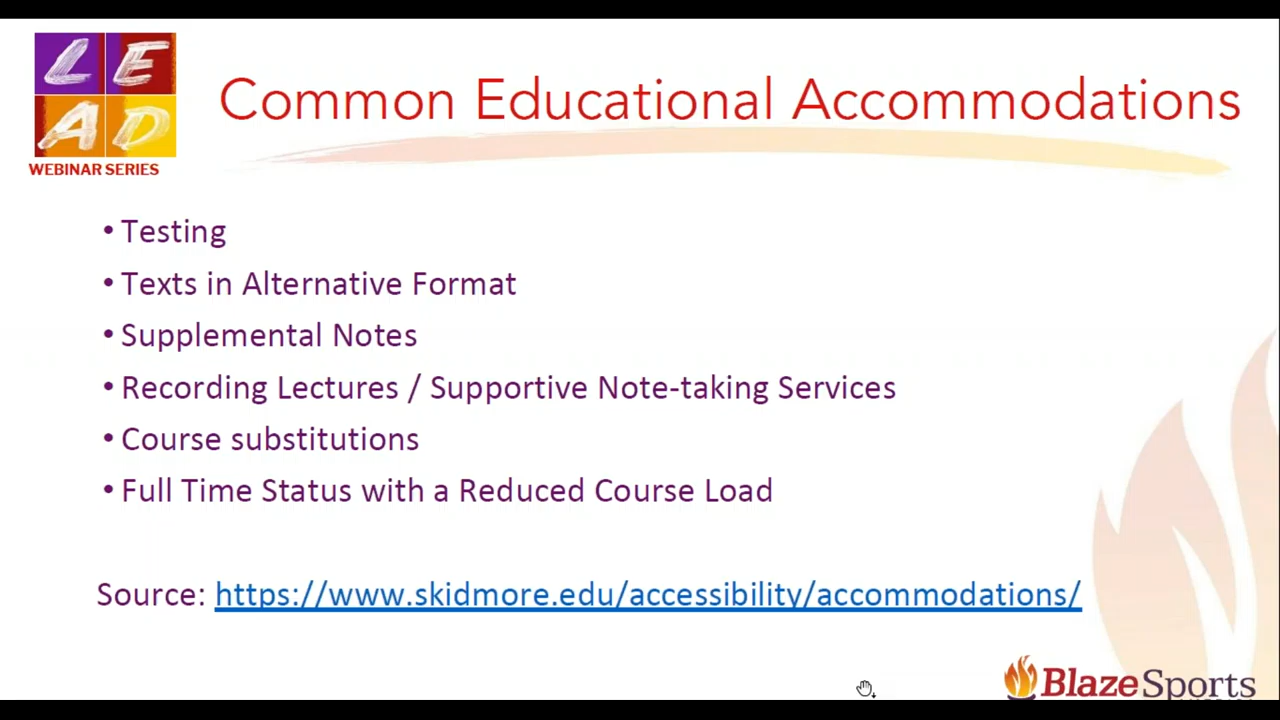 LEAD
WEBINAR SERIES
Common Educational Accommodations
• Testing
• Texts in Alternative Format
• Supplemental Notes
• Recording Lectures / Supportive Note-taking Services
• Course substitutions
• Full Time Status with a Reduced Course Load
Source: https://www.skidmore.edu/accessibility/accommodations/
BlazeSports